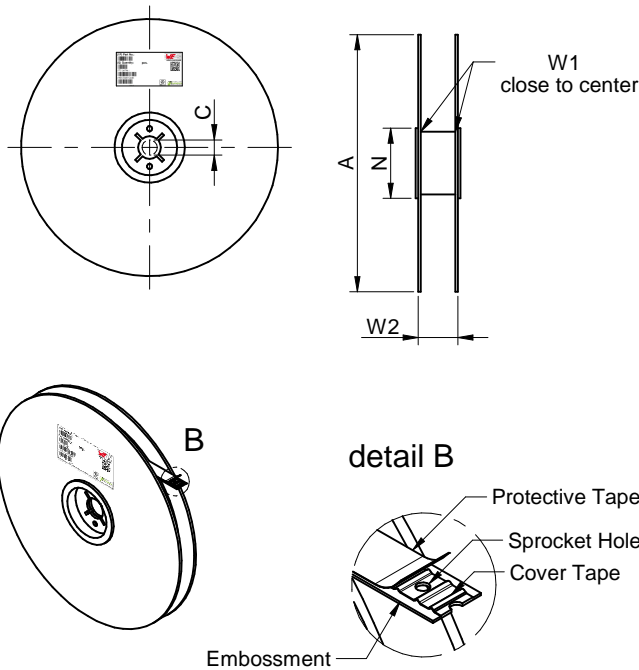 C
A
N
W1
close to center
W2
B
detail B
Protective Tape
Sprocket Hole
Cover Tape
Embossment